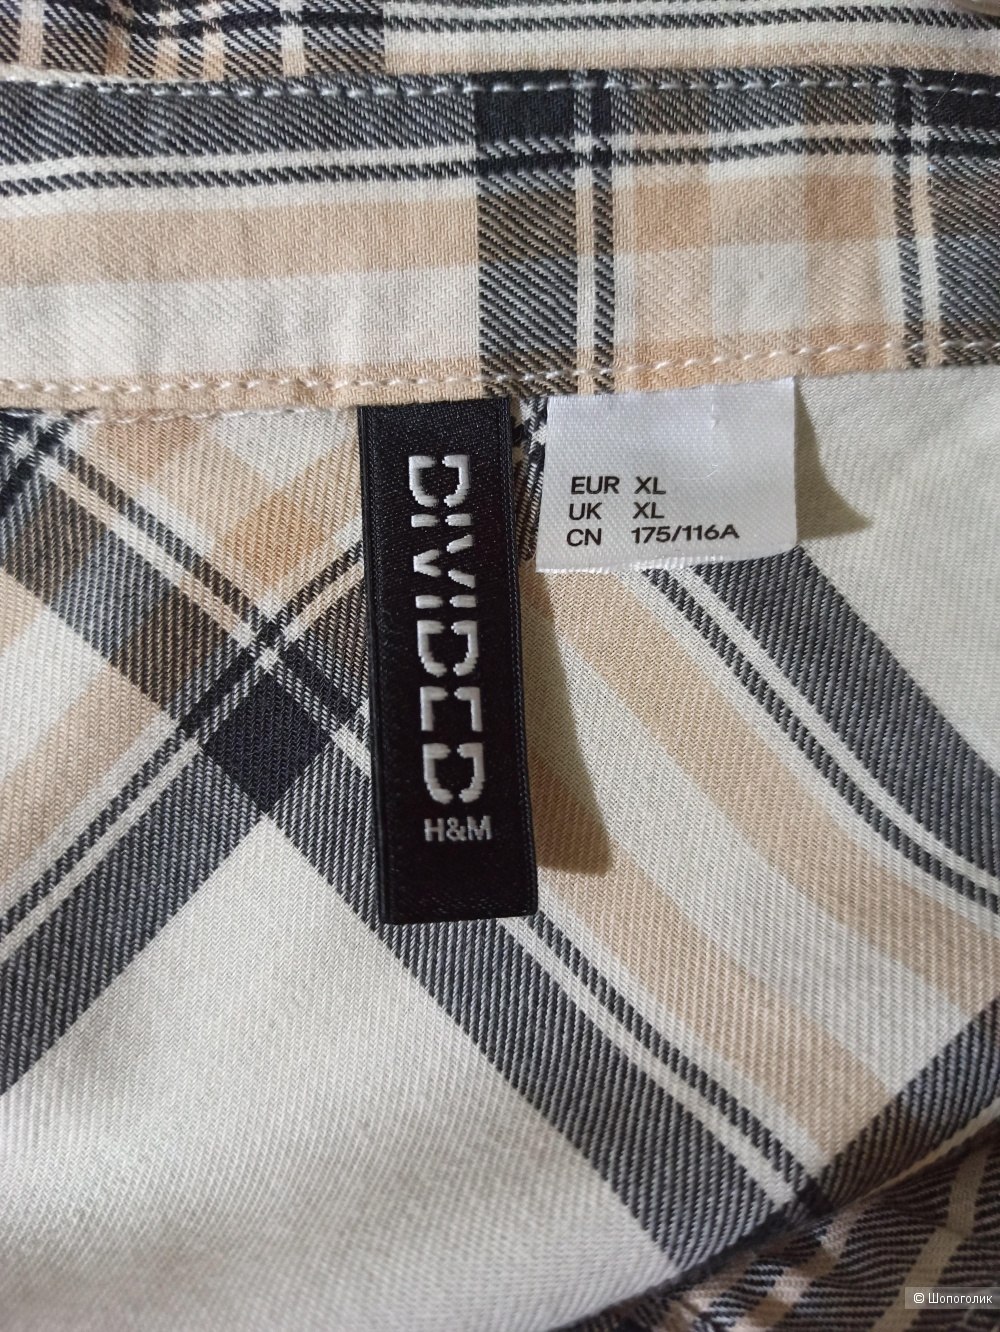 DIVIDED
H&M
EUR XL
UK XL
CN 175/116A
© Шопоголик